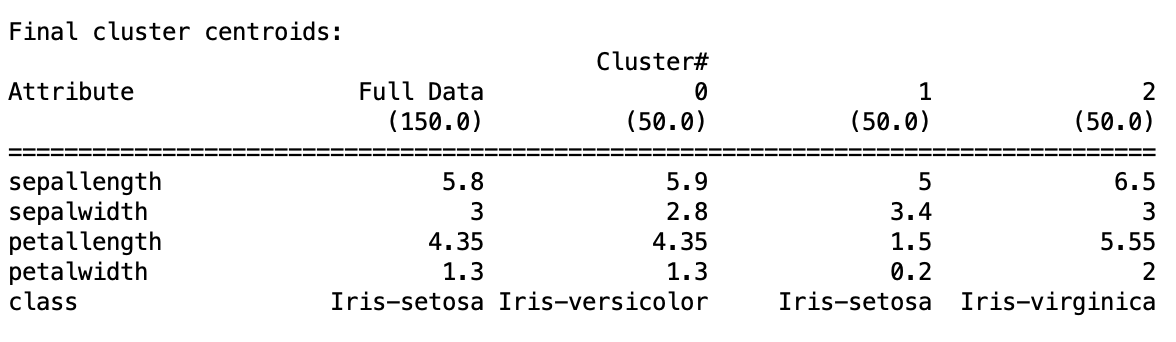 Final cluster centroids:
Cluster#
Attribute Full Data 0 1 2
(150.0) (50.0) (50.0) (50.0)
================================================================================
sepallength 5.8 5.9 5 6.5
sepalwidth 3 2.8 3.4 3
petallength 4.35 4.35 1.5 5.55
petalwidth 1.3 1.3 0.2 2
class Iris-setosa Iris-versicolor Iris-setosa Iris-virginica